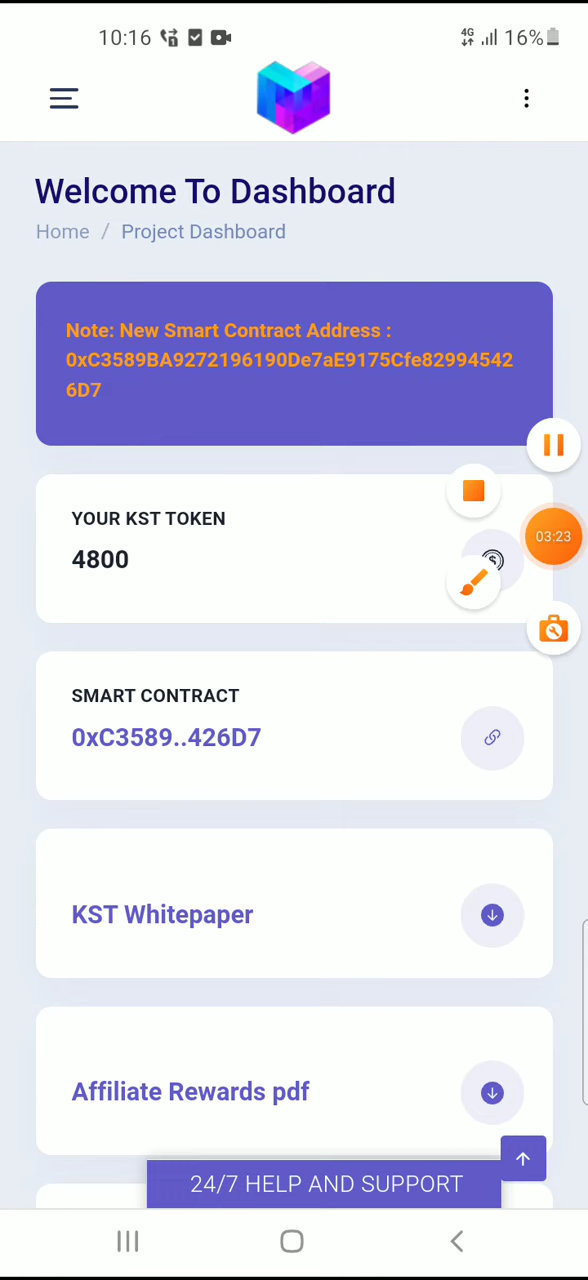 10:16
4G
16%
Welcome To Dashboard
Home / Project Dashboard
Note: New Smart Contract Address :
0xC3589BA9272196190De7aE9175Cfe82994542
6D7
YOUR KST TOKEN
4800
03:23
SMART CONTRACT
0xC3589..426D7
KST Whitepaper
Affiliate Rewards pdf
24/7 HELP AND SUPPORT